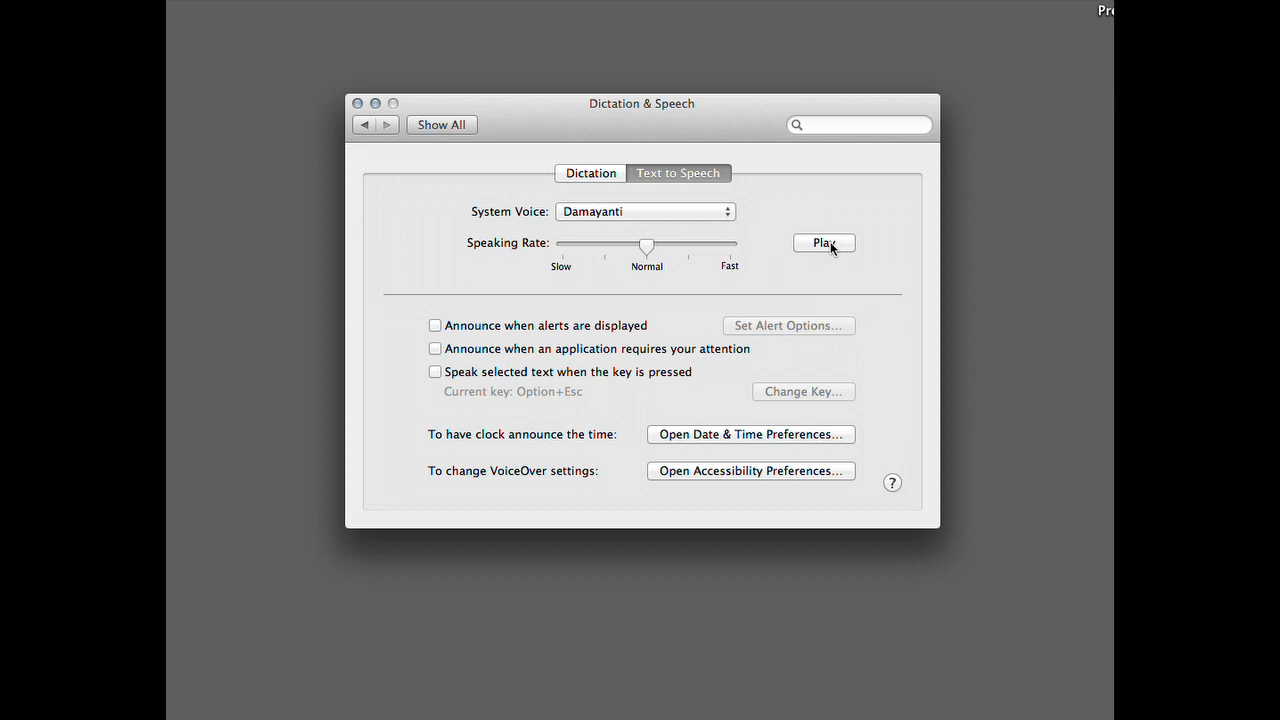 Dictation & Speech
Show All
Dictation Text to Speech
System Voice: Damayanti
Speaking Rate: Play
Slow Normal Fast
Announce when alerts are displayed Set Alert Options...
Announce when an application requires your attention
Speak selected text when the key is pressed
Current key: Option+Esc Change Key...
To have clock announce the time: Open Date & Time Preferences...
To change VoiceOver settings: Open Accessibility Preferences...
?